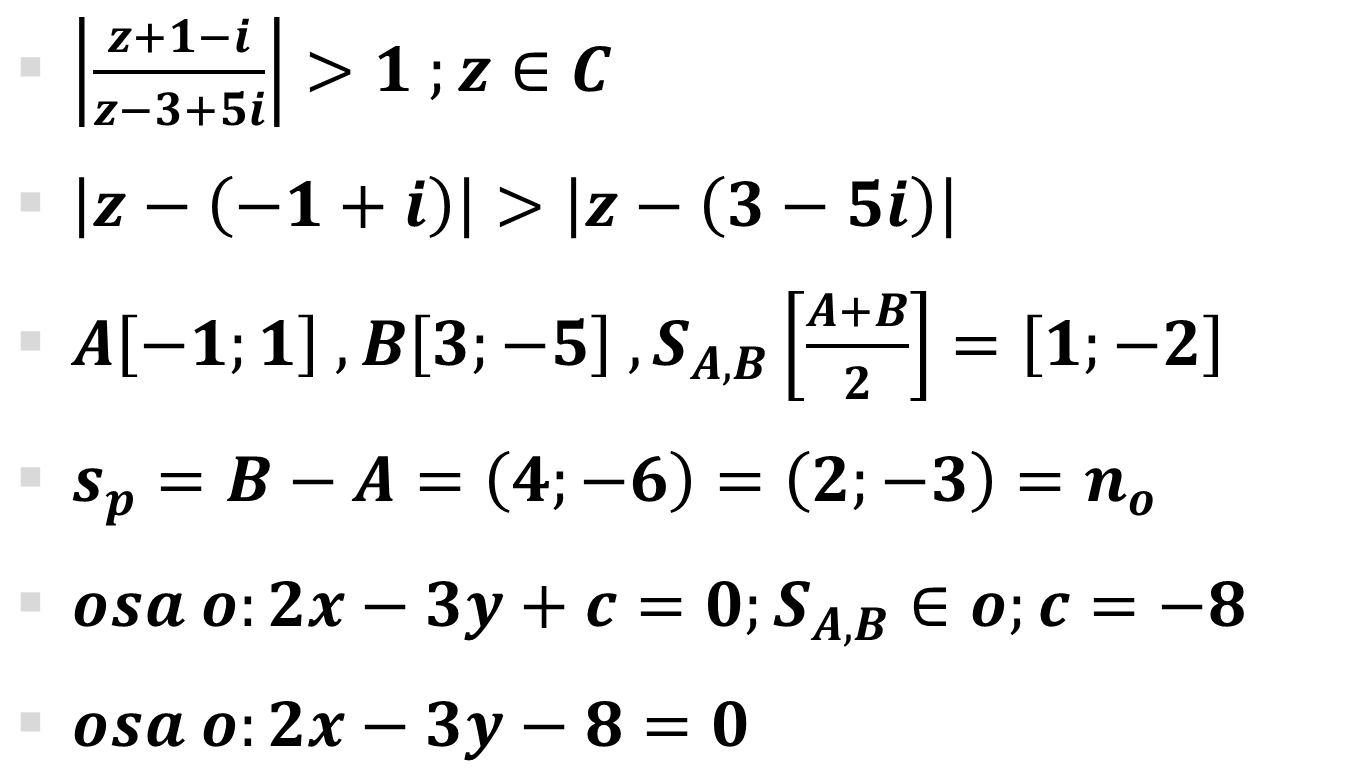 |z+1−i / z−3+5i| > 1 ; z ∈ C
|z − (−1 + i)| > |z − (3 − 5i)|
A[−1; 1] , B[3; −5] , S_{A,B} [A+B / 2] = [1; −2]
s_p = B − A = (4; −6) = (2; −3) = n_o
osa o: 2x − 3y + c = 0; S_{A,B} ∈ o; c = −8
osa o: 2x − 3y − 8 = 0